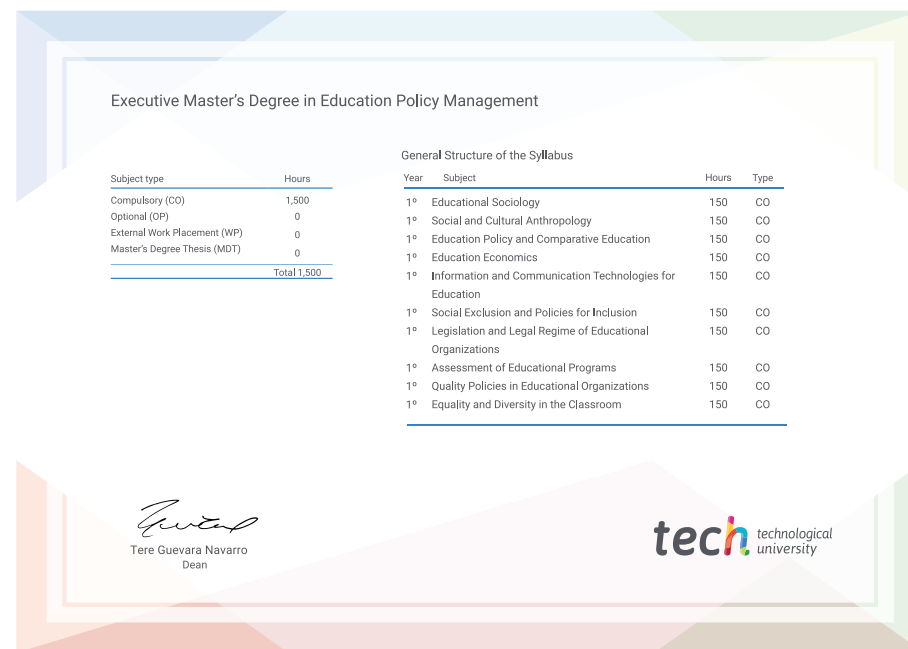 Executive Master's Degree in Education Policy Management
Subject type Hours
Compulsory (CO) 1,500
Optional (OP) 0
External Work Placement (WP) 0
Master's Degree Thesis (MDT) 0
Total 1,500
General Structure of the Syllabus
Year Subject Hours Type
1º Educational Sociology 150 CO
1º Social and Cultural Anthropology 150 CO
1º Education Policy and Comparative Education 150 CO
1º Education Economics 150 CO
1º Information and Communication Technologies for 150 CO
Education
1º Social Exclusion and Policies for Inclusion 150 CO
1º Legislation and Legal Regime of Educational 150 CO
Organizations
1º Assessment of Educational Programs 150 CO
1º Quality Policies in Educational Organizations 150 CO
1º Equality and Diversity in the Classroom 150 CO
Tere Guevara Navarro
Dean
tech technological
university